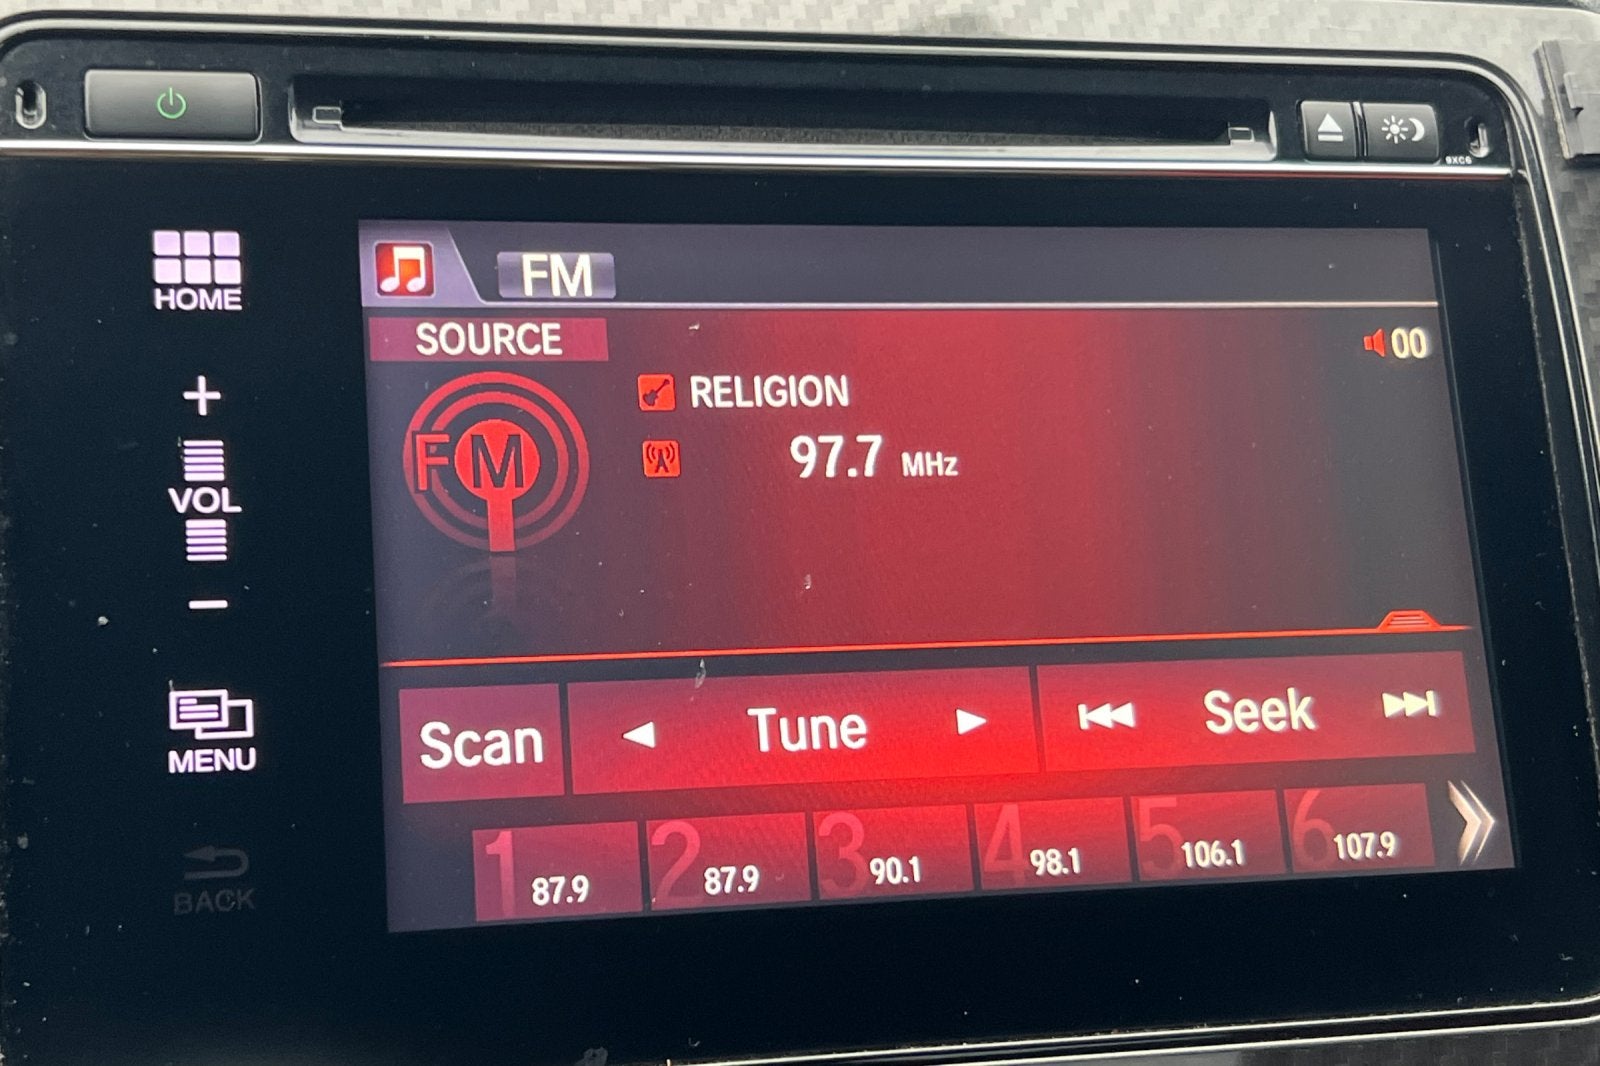 9XC6
HOME
+
VOL
−
MENU
BACK
FM
SOURCE
00
FM
RELIGION
97.7 MHz
Scan
Tune
Seek
1 87.9
2 87.9
3 90.1
4 98.1
5 106.1
6 107.9